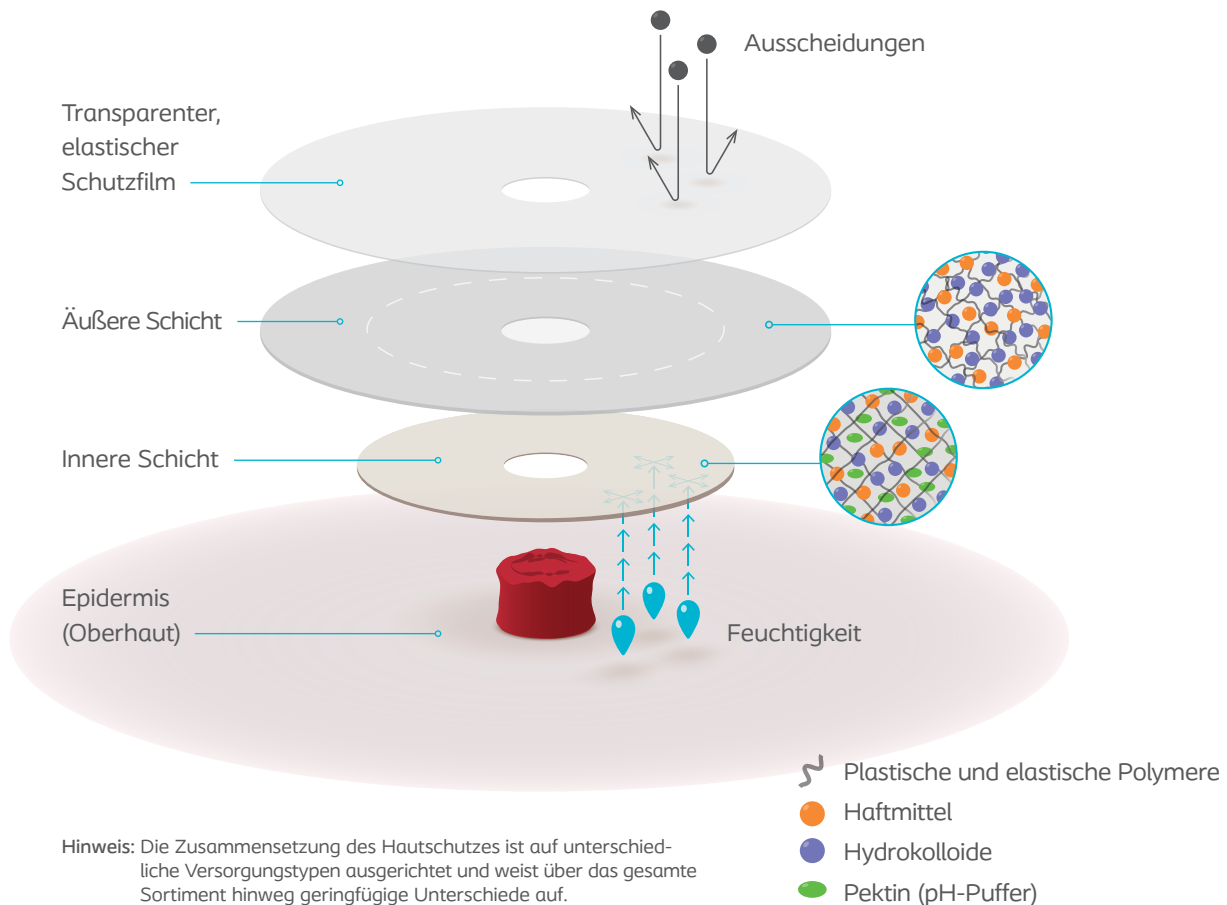 Ausscheidungen
Transparenter,
elastischer
Schutzfilm
Äußere Schicht
Innere Schicht
Epidermis
(Oberhaut)
Feuchtigkeit
Plastische und elastische Polymere
Haftmittel
Hydrokolloide
Pektin (pH-Puffer)
Hinweis: Die Zusammensetzung des Hautschutzes ist auf unterschied-
liche Versorgungstypen ausgerichtet und weist über das gesamte
Sortiment hinweg geringfügige Unterschiede auf.